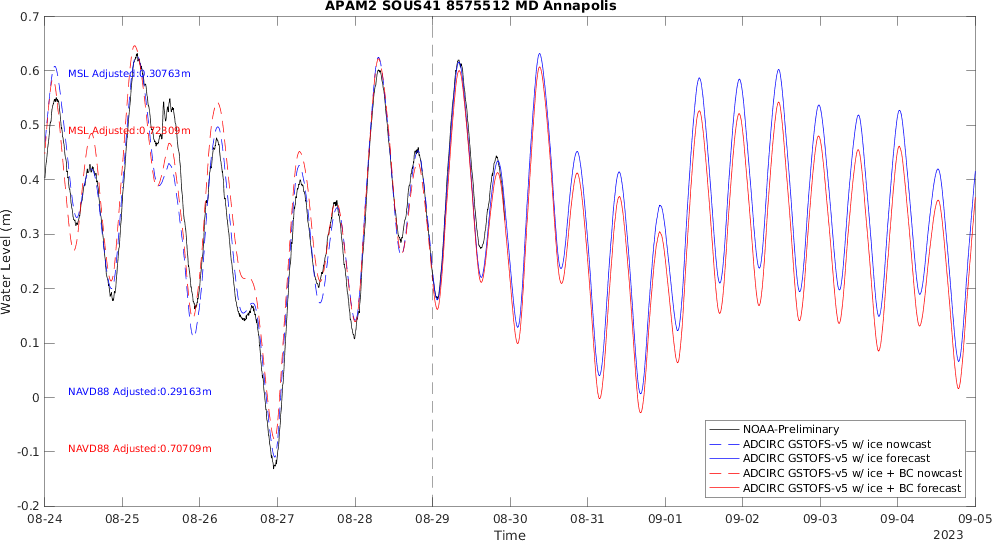 APAM2 SOUS41 8575512 MD Annapolis
0.7
0.6
0.5
0.4
0.3
0.2
0.1
0
-0.1
-0.2
Water Level (m)
MSL Adjusted:0.30763m
MSL Adjusted:0.72309m
NAVD88 Adjusted:0.29163m
NAVD88 Adjusted:0.70709m
NOAA-Preliminary
ADCIRC GSTOFS-v5 w/ ice nowcast
ADCIRC GSTOFS-v5 w/ ice forecast
ADCIRC GSTOFS-v5 w/ ice + BC nowcast
ADCIRC GSTOFS-v5 w/ ice + BC forecast
08-24 08-25 08-26 08-27 08-28 08-29 08-30 08-31 09-01 09-02 09-03 09-04 09-05
Time
2023